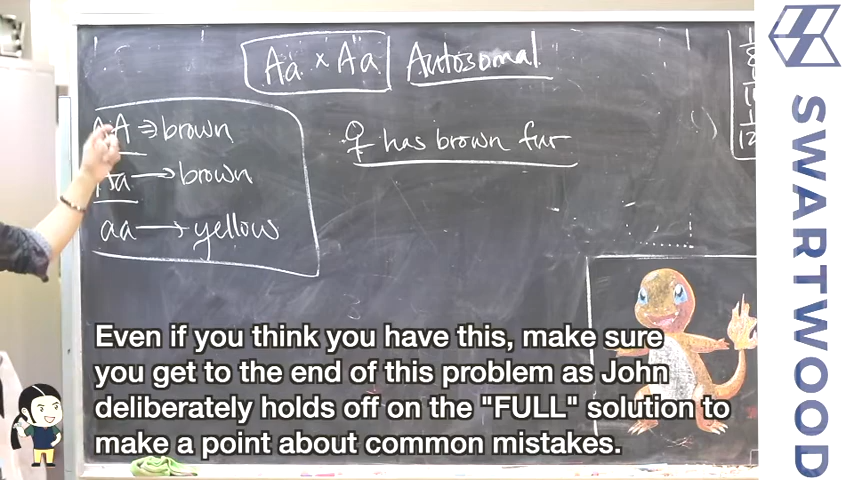 Aa x Aa Autosomal
AA => brown
♀ has brown fur
Aa → brown
aa → yellow
Even if you think you have this, make sure
you get to the end of this problem as John
deliberately holds off on the "FULL" solution to
make a point about common mistakes.
SWARTWOOD